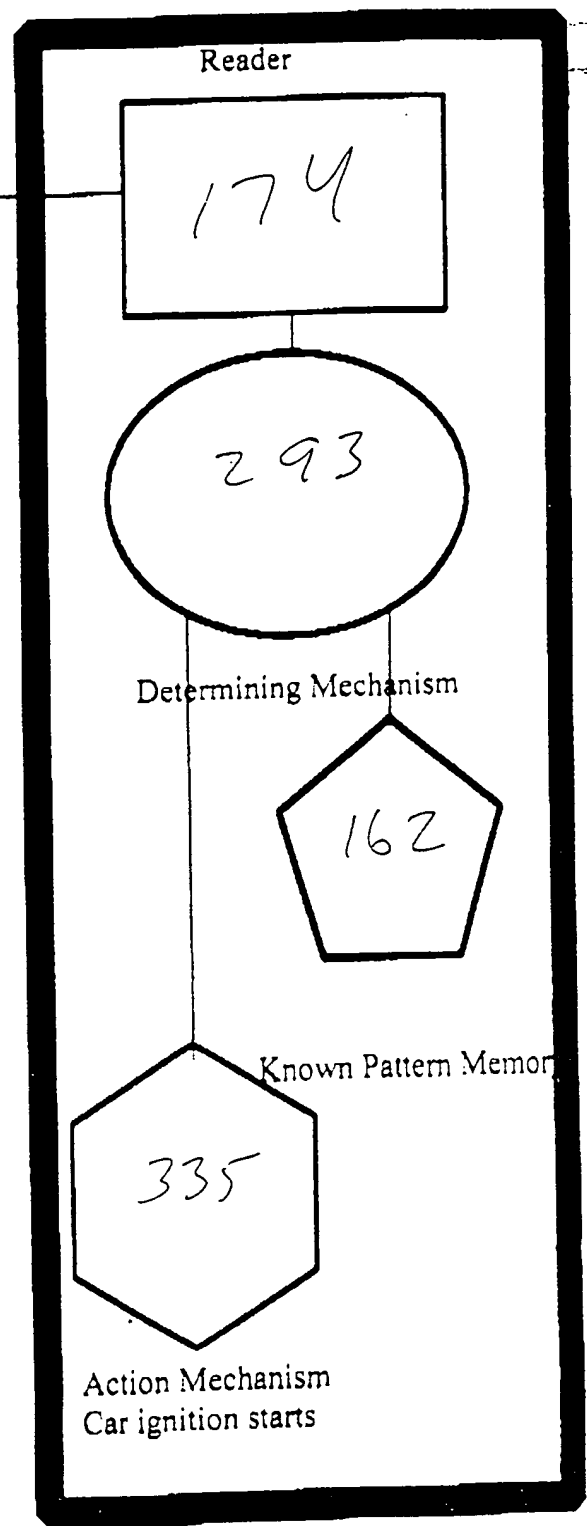 Reader
174
293
Determining Mechanism
162
Known Pattern Memor
335
Action Mechanism
Car ignition starts